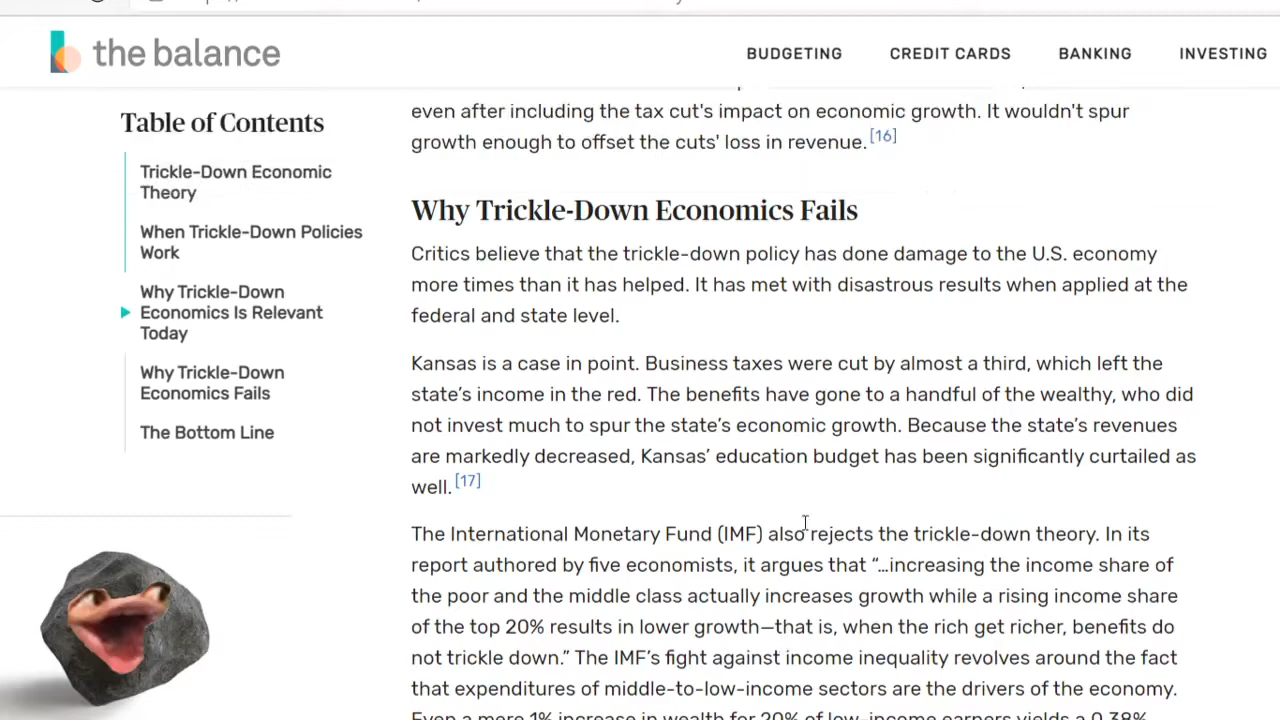 the balance
BUDGETING CREDIT CARDS BANKING INVESTING
Table of Contents
Trickle-Down Economic
Theory
When Trickle-Down Policies
Work
Why Trickle-Down
Economics Is Relevant
Today
Why Trickle-Down
Economics Fails
The Bottom Line
even after including the tax cut's impact on economic growth. It wouldn't spur
growth enough to offset the cuts' loss in revenue. [16]
Why Trickle-Down Economics Fails
Critics believe that the trickle-down policy has done damage to the U.S. economy
more times than it has helped. It has met with disastrous results when applied at the
federal and state level.
Kansas is a case in point. Business taxes were cut by almost a third, which left the
state’s income in the red. The benefits have gone to a handful of the wealthy, who did
not invest much to spur the state’s economic growth. Because the state’s revenues
are markedly decreased, Kansas’ education budget has been significantly curtailed as
well. [17]
The International Monetary Fund (IMF) also rejects the trickle-down theory. In its
report authored by five economists, it argues that “…increasing the income share of
the poor and the middle class actually increases growth while a rising income share
of the top 20% results in lower growth—that is, when the rich get richer, benefits do
not trickle down.” The IMF’s fight against income inequality revolves around the fact
that expenditures of middle-to-low-income sectors are the drivers of the economy.
Even a mere 1% increase in wealth for 20% of low-income earners yields a 0.38%